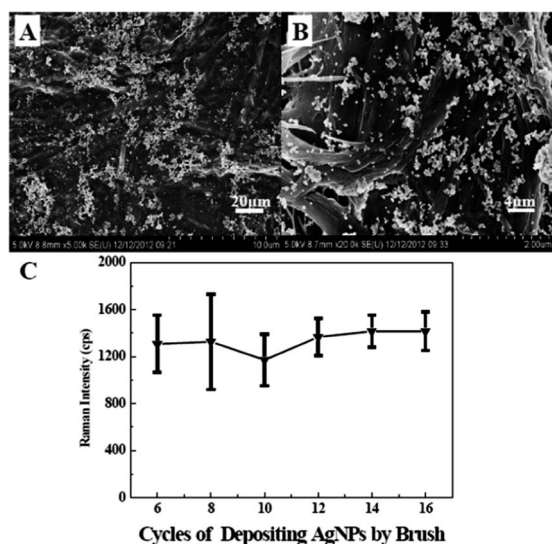 A
B
20μm
4μm
5.0kV 8.8mm x5.00k SE(U) 12/12/2012 09:21
10.0um
5.0kV 8.7mm x20.0k SE(U) 12/12/2012 09:33
2.00um
C
2000
1600
1200
800
400
0
Raman Intensity (cps)
6 8 10 12 14 16
Cycles of Depositing AgNPs by Brush